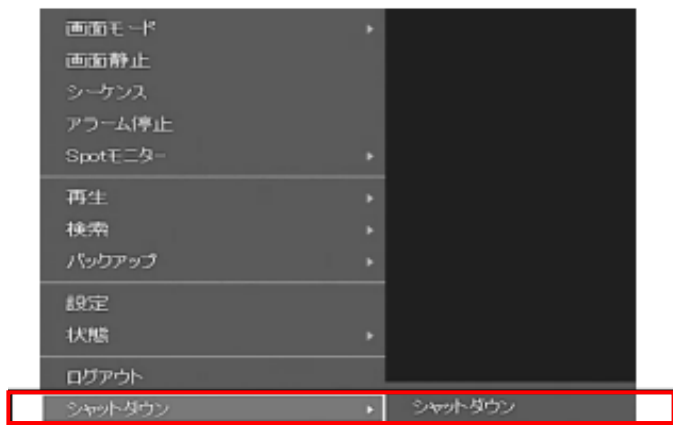 画面モード
画面静止
シーケンス
アラーム停止
Spotモニター
再生
検索
バックアップ
設定
状態
ログアウト
シャットダウン シャットダウン